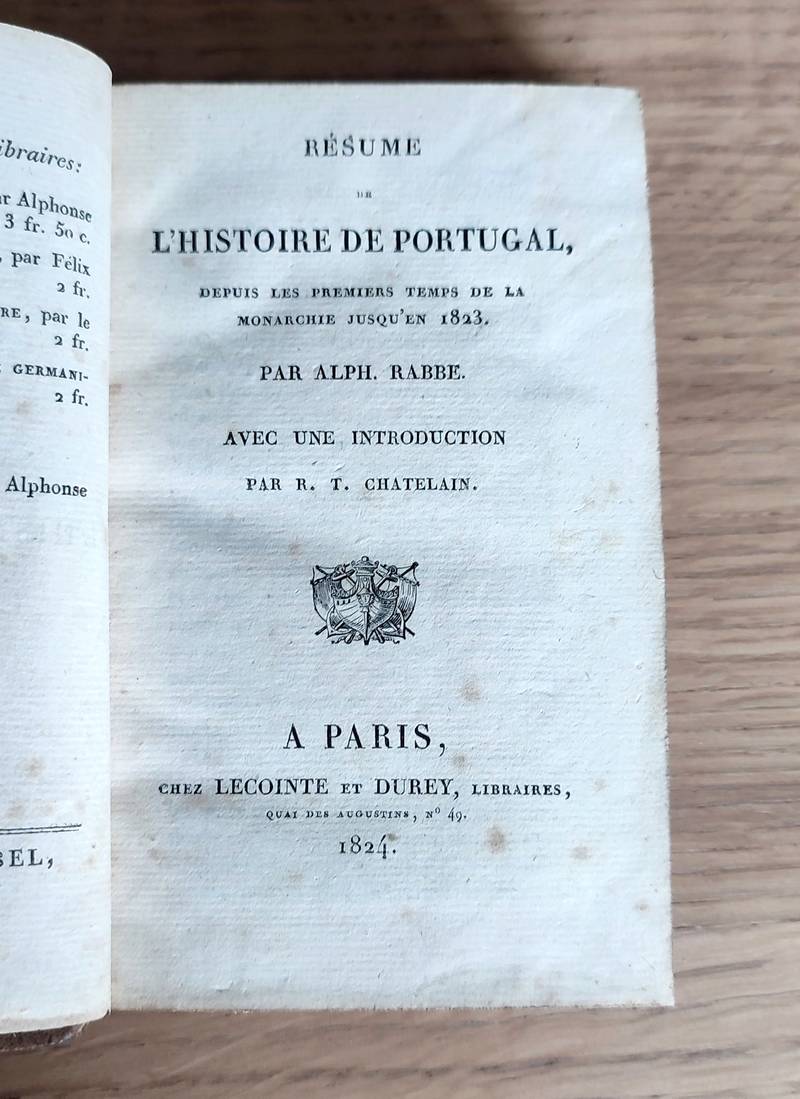 ibraires:
r Alphonse
3 fr. 50 c.
, par Félix
2 fr.
RE, par le
2 fr.
GERMANI-
2 fr.
Alphonse
BEL,
RÉSUME
DE
L'HISTOIRE DE PORTUGAL,
DEPUIS LES PREMIERS TEMPS DE LA
MONARCHIE JUSQU'EN 1823.
PAR ALPH. RABBE.
AVEC UNE INTRODUCTION
PAR R. T. CHATELAIN.
A PARIS,
CHEZ LECOINTE ET DUREY, LIBRAIRES,
QUAI DES AUGUSTINS, Nº 49.
1824.